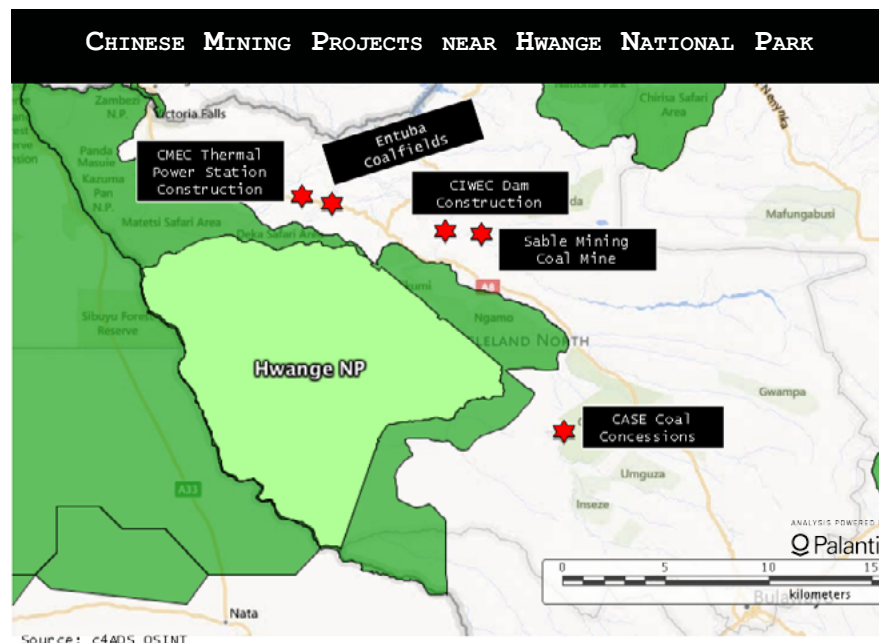 Chinese Mining Projects near Hwange National Park
National Park
Zambezi
N.P.
Chirisa Safari
Area
Victoria Falls
Entuba
Coalfields
Panda
Masuie
Kazuma
Pan
N.P.
CMEC Thermal
Power Station
Construction
CIWEC Dam
Construction
Matetsi Safari Area
Mafungabusi
Deka Safari Area
Sable Mining
Coal Mine
A8
Sibuyu Forest
Reserve
Ngamo
NORTH
Hwange NP
Gwampa
CASE Coal
Concessions
Umguza
A33
Inseze
ANALYSIS POWERED
Palanti
0 5 10 15
kilometers
Nata
Source: c4ADS OSINT